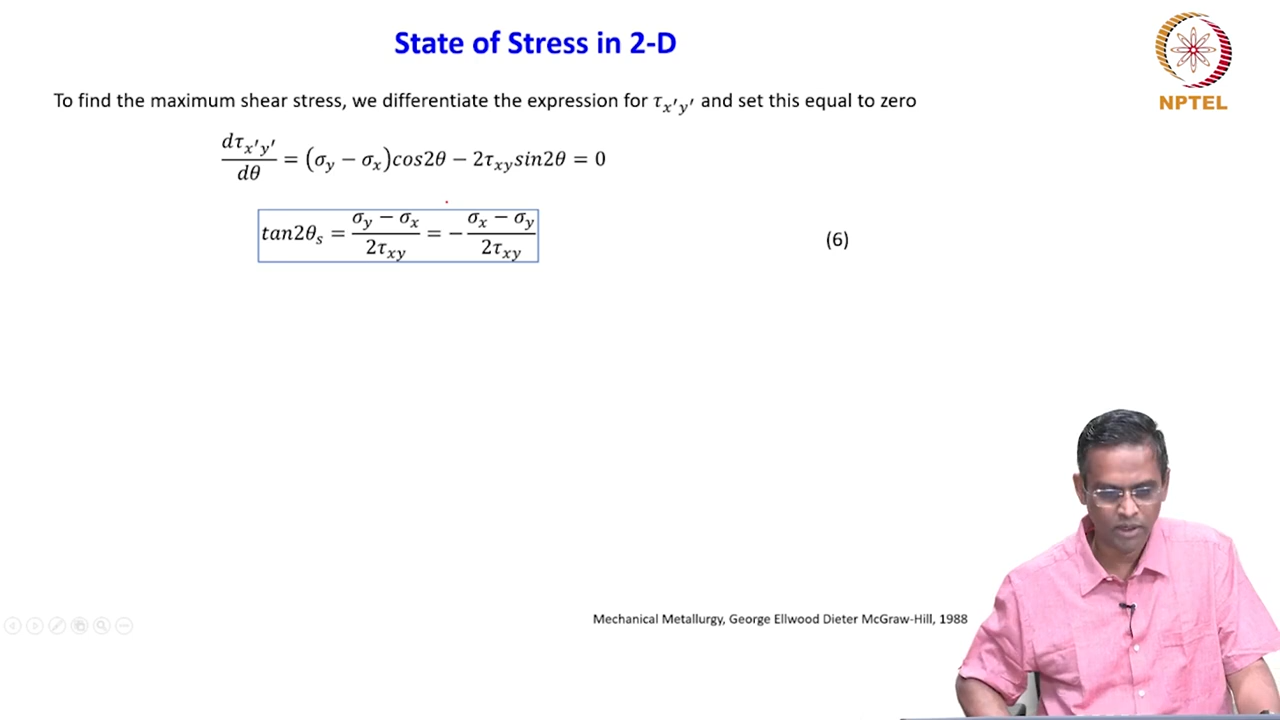 State of Stress in 2-D
NPTEL
To find the maximum shear stress, we differentiate the expression for τx′y′ and set this equal to zero
dτx′y′/dθ = (σy − σx)cos2θ − 2τxysin2θ = 0
tan2θs = σy − σx/2τxy = − σx − σy/2τxy (6)
Mechanical Metallurgy, George Ellwood Dieter McGraw-Hill, 1988